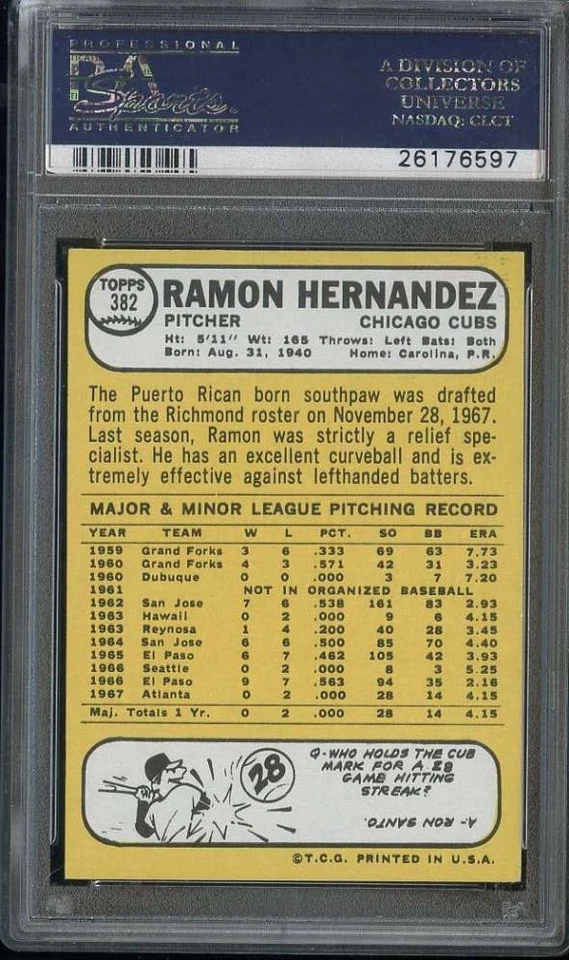 PROFESSIONAL
PSA
Sports
AUTHENTICATOR
A DIVISION OF
COLLECTORS
UNIVERSE
NASDAQ: CLCT
26176597
TOPPS
382
RAMON HERNANDEZ
PITCHER CHICAGO CUBS
Ht: 5'11" Wt: 165 Throws: Left Bats: Both
Born: Aug. 31, 1940 Home: Carolina, P.R.
The Puerto Rican born southpaw was drafted
from the Richmond roster on November 28, 1967.
Last season, Ramon was strictly a relief spe-
cialist. He has an excellent curveball and is ex-
tremely effective against lefthanded batters.
MAJOR & MINOR LEAGUE PITCHING RECORD
YEAR TEAM W L PCT. SO BB ERA
1959 Grand Forks 3 6 .333 69 63 7.73
1960 Grand Forks 4 3 .571 42 31 3.23
1960 Dubuque 0 0 .000 3 7 7.20
1961 NOT IN ORGANIZED BASEBALL
1962 San Jose 7 6 .538 161 83 2.93
1963 Hawaii 0 2 .000 9 6 4.15
1963 Reynosa 1 4 .200 40 28 3.45
1964 San Jose 6 6 .500 85 70 4.40
1965 El Paso 6 7 .462 105 42 3.93
1966 Seattle 0 2 .000 8 3 5.25
1966 El Paso 9 7 .563 94 35 2.16
1967 Atlanta 0 2 .000 28 14 4.15
Maj. Totals 1 Yr. 0 2 .000 28 14 4.15
28
Q-WHO HOLDS THE CUB
MARK FOR A 28
GAME HITTING
STREAK?
A- RON SANTO.
©T.C.G. PRINTED IN U.S.A.